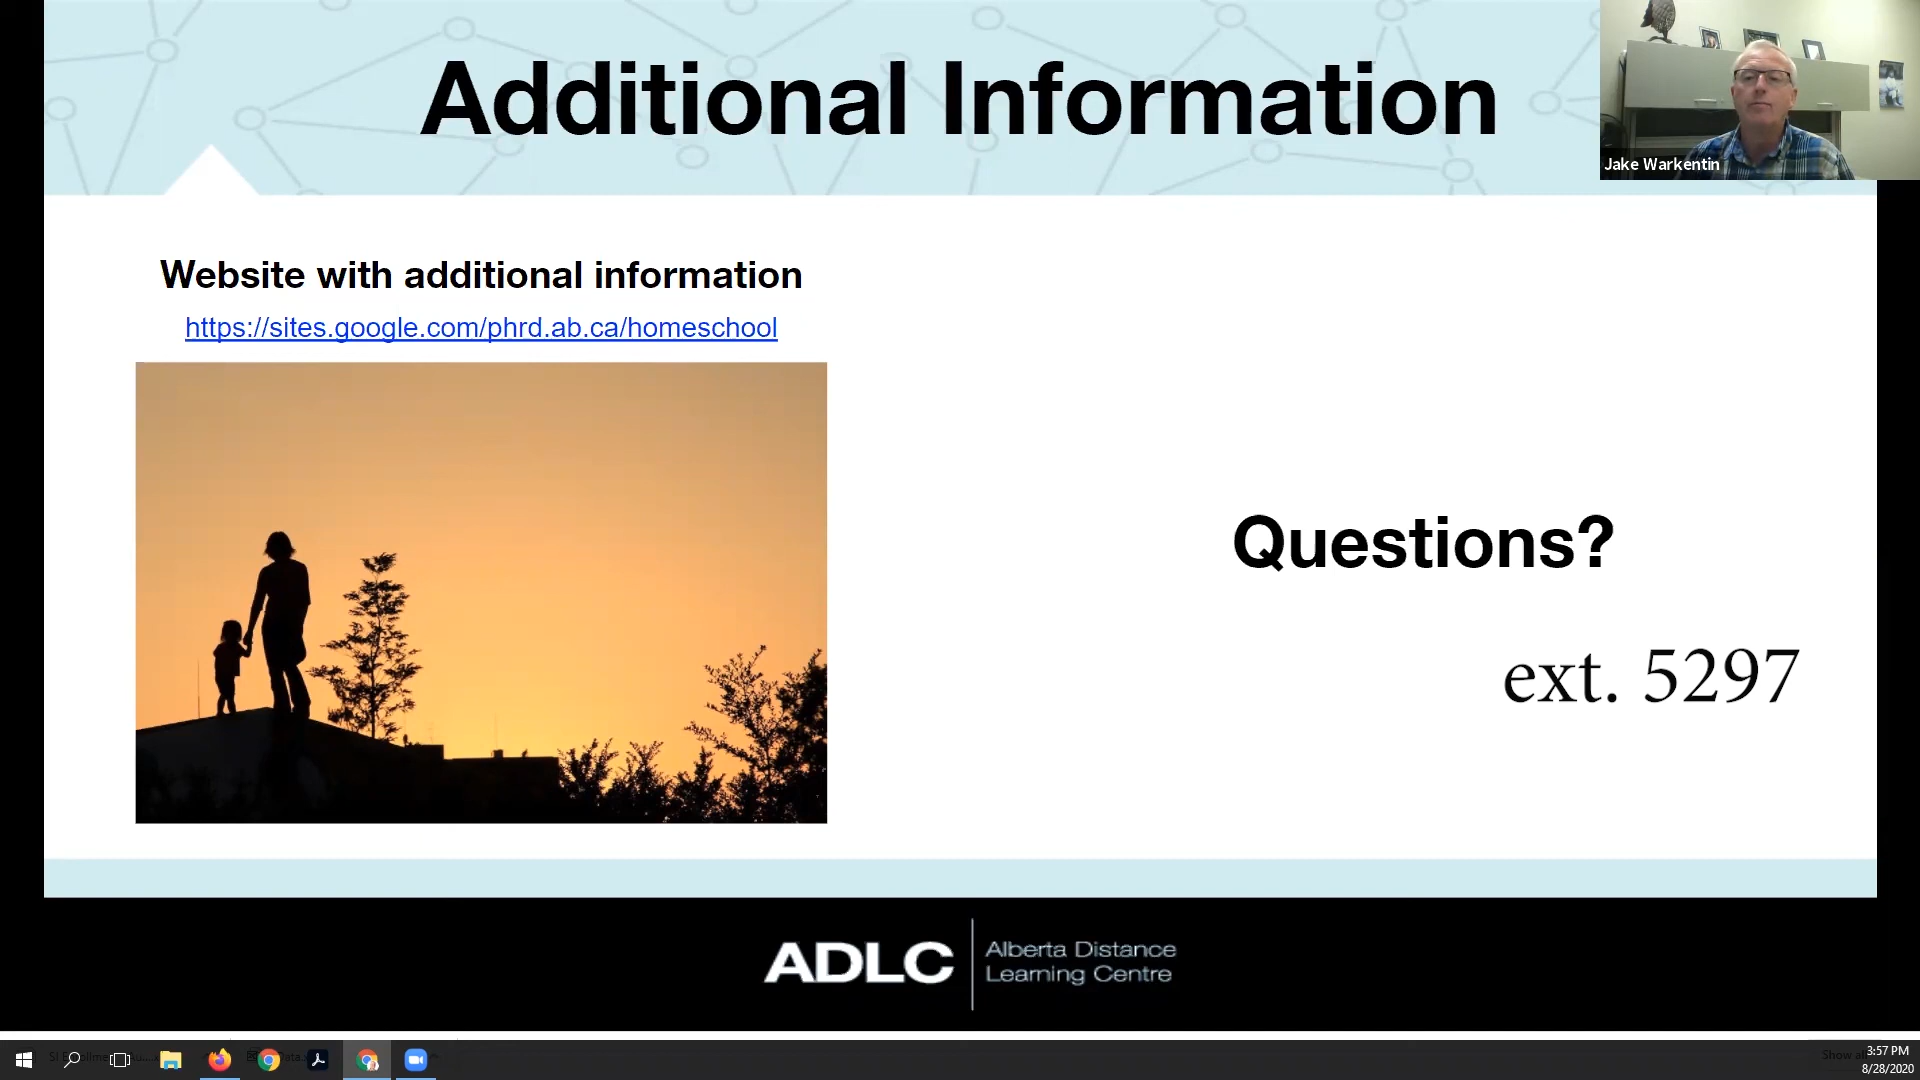 Additional Information
Jake Warkentin
Website with additional information
https://sites.google.com/phrd.ab.ca/homeschool
Questions?
ext. 5297
ADLC
Alberta Distance
Learning Centre
3:57 PM
8/28/2020